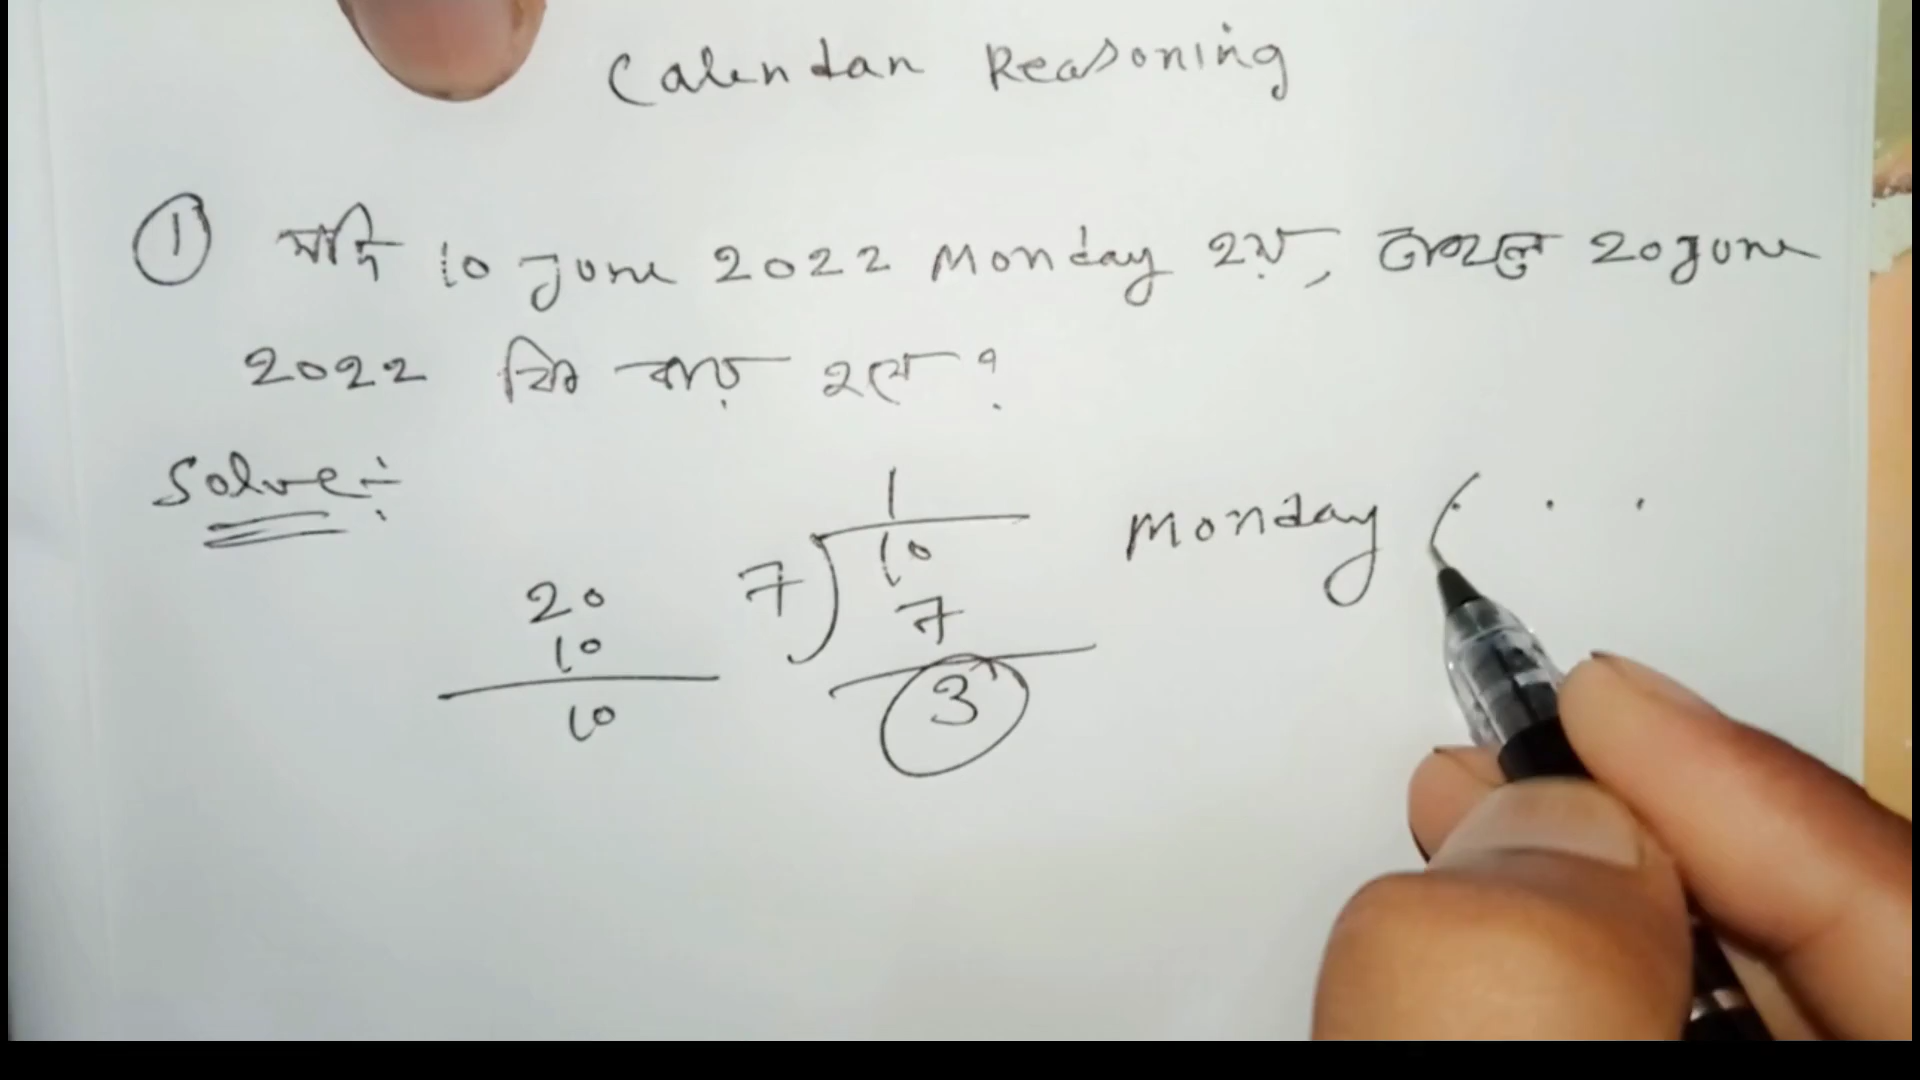 Calendar Reasoning
① যদি 10 June 2022 Monday হয়, তাহলে 20 June
2022 কি বার হবে?
Solve:-
20
10
10
1
7 10
7
3
Monday ( . . .